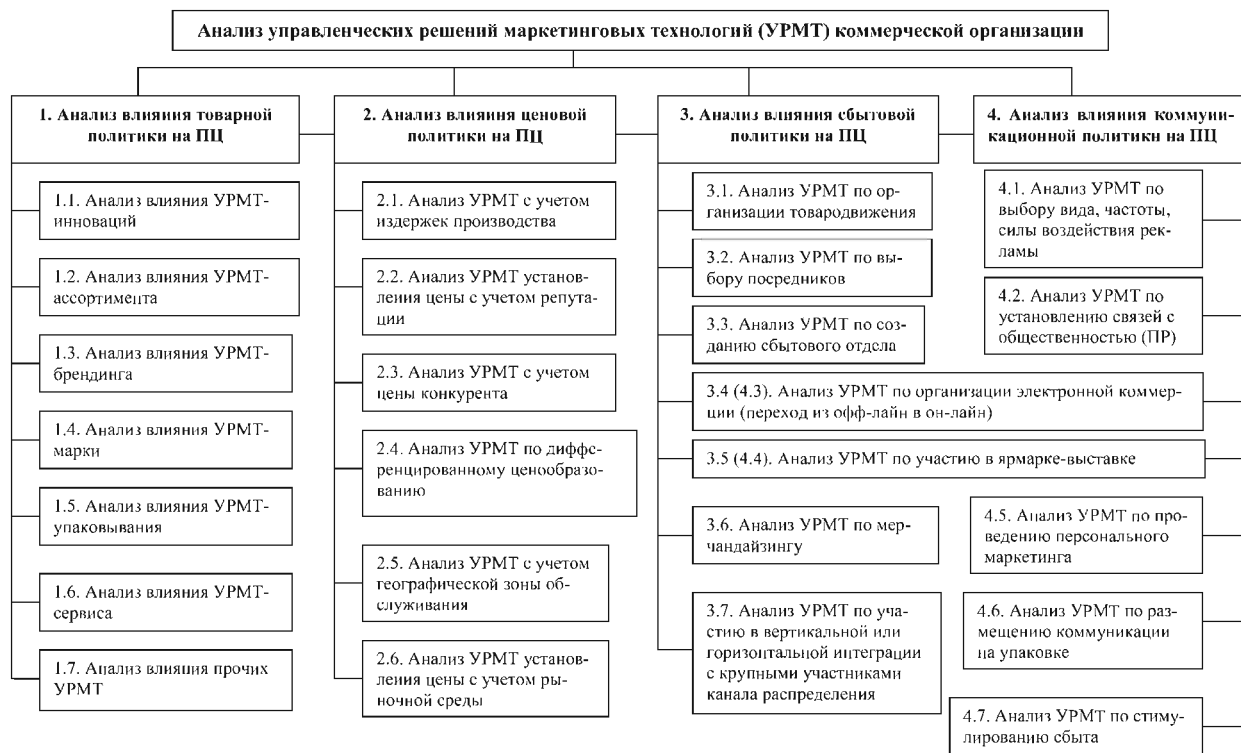 Анализ управленческих решений маркетинговых технологий (УРМТ) коммерческой организации
1. Анализ влияния товарной
политики на ПЦ
1.1. Анализ влияния УРМТ-
инноваций
1.2. Анализ влияния УРМТ-
ассортимента
1.3. Анализ влияния УРМТ-
брендинга
1.4. Анализ влияния УРМТ-
марки
1.5. Анализ влияния УРМТ-
упаковывания
1.6. Анализ влияния УРМТ-
сервиса
1.7. Анализ влияния прочих
УРМТ
2. Анализ влияния ценовой
политики на ПЦ
2.1. Анализ УРМТ с учетом
издержек производства
2.2. Анализ УРМТ установ-
ления цены с учетом репута-
ции
2.3. Анализ УРМТ с учетом
цены конкурента
2.4. Анализ УРМТ по диффе-
ренцированному ценообразо-
ванию
2.5. Анализ УРМТ с учетом
географической зоны об-
служивания
2.6. Анализ УРМТ установ-
ления цены с учетом ры-
ночной среды
3. Анализ влияния сбытовой
политики на ПЦ
3.1. Анализ УРМТ по ор-
ганизации товародвижения
3.2. Анализ УРМТ по вы-
бору посредников
3.3. Анализ УРМТ по соз-
данию сбытового отдела
3.4 (4.3). Анализ УРМТ по организации электронной коммер-
ции (переход из офф-лайн в он-лайн)
3.5 (4.4). Анализ УРМТ по участию в ярмарке-выставке
3.6. Анализ УРМТ по мер-
чандайзингу
3.7. Анализ УРМТ по уча-
стию в вертикальной или
горизонтальной интеграции
с крупными участниками
канала распределения
4. Анализ влияния коммуни-
кационной политики на ПЦ
4.1. Анализ УРМТ по
выбору вида, частоты,
силы воздействия рек-
ламы
4.2. Анализ УРМТ по
установлению связей с
общественностью (ПР)
4.5. Анализ УРМТ по про-
ведению персонального
маркетинга
4.6. Анализ УРМТ по раз-
мещению коммуникации
на упаковке
4.7. Анализ УРМТ по стиму-
лированию сбыта